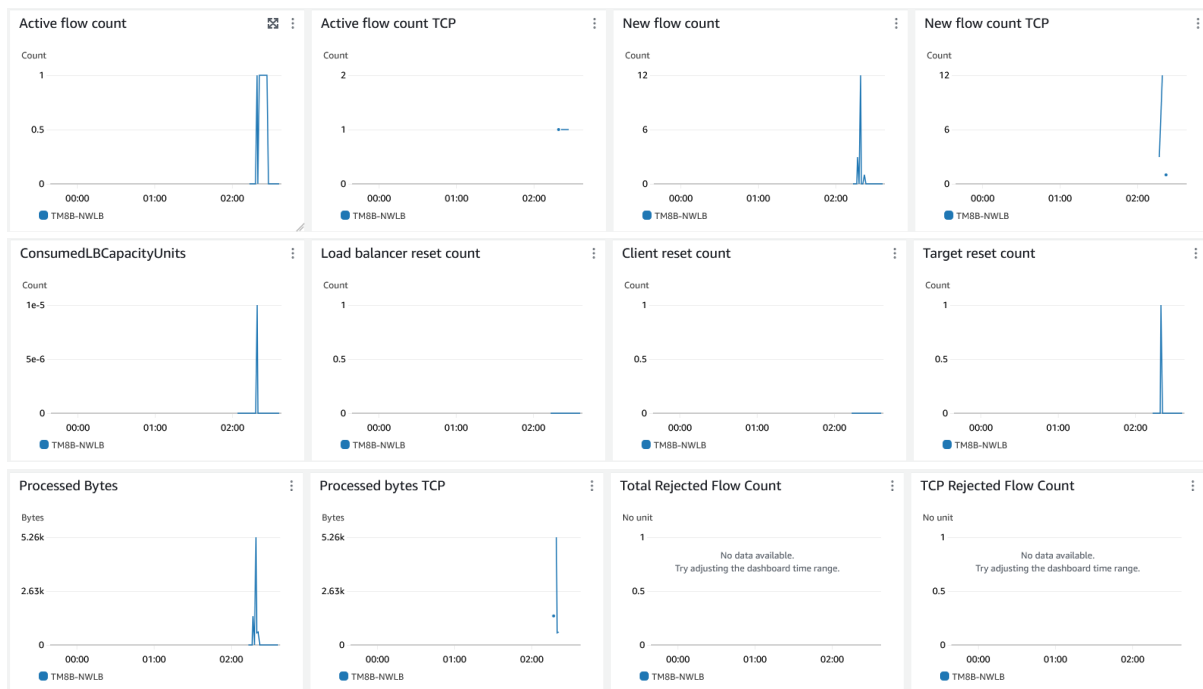 Active flow count
Count
1
0.5
0
00:00 01:00 02:00
TM8B-NWLB
Active flow count TCP
Count
2
1
0
00:00 01:00 02:00
TM8B-NWLB
New flow count
Count
12
6
0
00:00 01:00 02:00
TM8B-NWLB
New flow count TCP
Count
12
6
0
00:00 01:00 02:00
TM8B-NWLB
ConsumedLBCapacityUnits
Count
1e-5
5e-6
0
00:00 01:00 02:00
TM8B-NWLB
Load balancer reset count
Count
1
0.5
0
00:00 01:00 02:00
TM8B-NWLB
Client reset count
Count
1
0.5
0
00:00 01:00 02:00
TM8B-NWLB
Target reset count
Count
1
0.5
0
00:00 01:00 02:00
TM8B-NWLB
Processed Bytes
Bytes
5.26k
2.63k
0
00:00 01:00 02:00
TM8B-NWLB
Processed bytes TCP
Bytes
5.26k
2.63k
0
00:00 01:00 02:00
TM8B-NWLB
Total Rejected Flow Count
No unit
1
No data available.
Try adjusting the dashboard time range.
0.5
0
00:00 01:00 02:00
TM8B-NWLB
TCP Rejected Flow Count
No unit
1
No data available.
Try adjusting the dashboard time range.
0.5
0
00:00 01:00 02:00
TM8B-NWLB